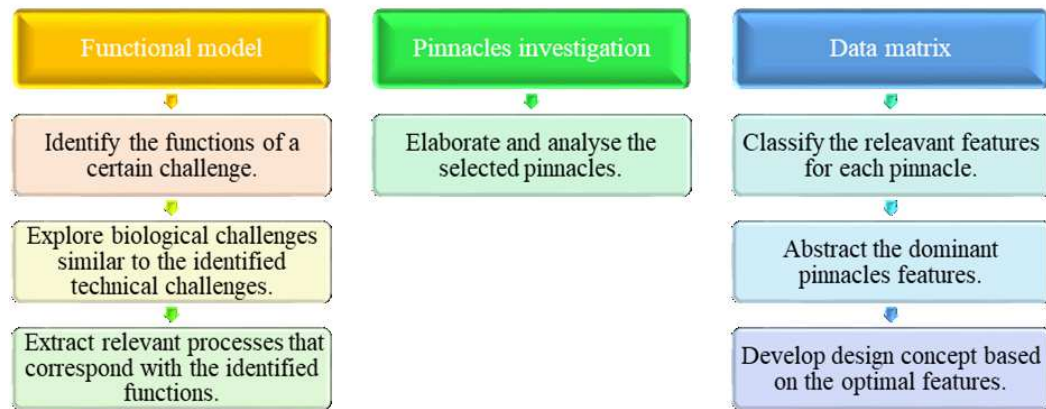 Functional model
Identify the functions of a
certain challenge.
Explore biological challenges
similar to the identified
technical challenges.
Extract relevant processes that
correspond with the identified
functions.
Pinnacles investigation
Elaborate and analyse the
selected pinnacles.
Data matrix
Classify the releavant features
for each pinnacle.
Abstract the dominant
pinnacles features.
Develop design concept based
on the optimal features.